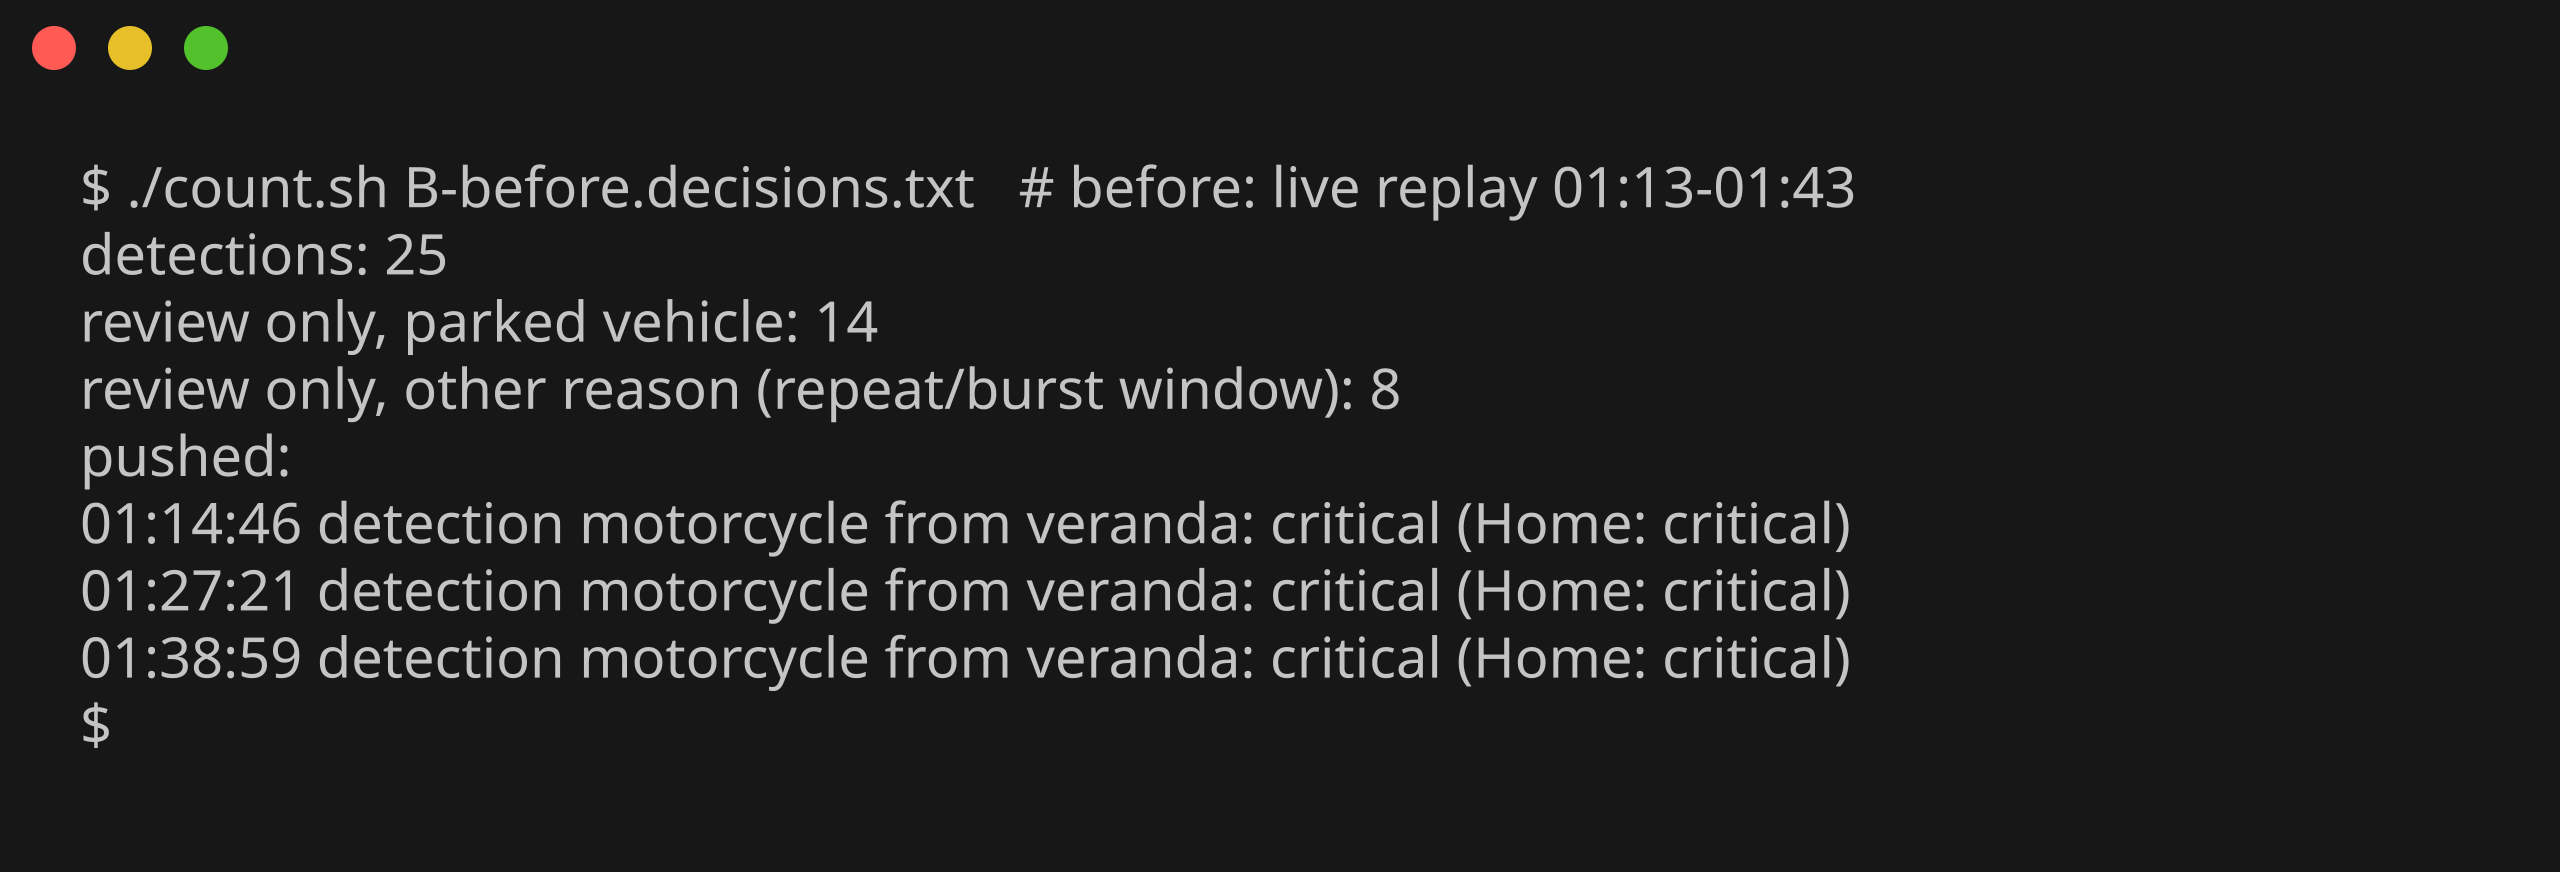 $ ./count.sh B-before.decisions.txt   # before: live replay 01:13-01:43
detections: 25
review only, parked vehicle: 14
review only, other reason (repeat/burst window): 8
pushed:
01:14:46 detection motorcycle from veranda: critical (Home: critical)
01:27:21 detection motorcycle from veranda: critical (Home: critical)
01:38:59 detection motorcycle from veranda: critical (Home: critical)
$